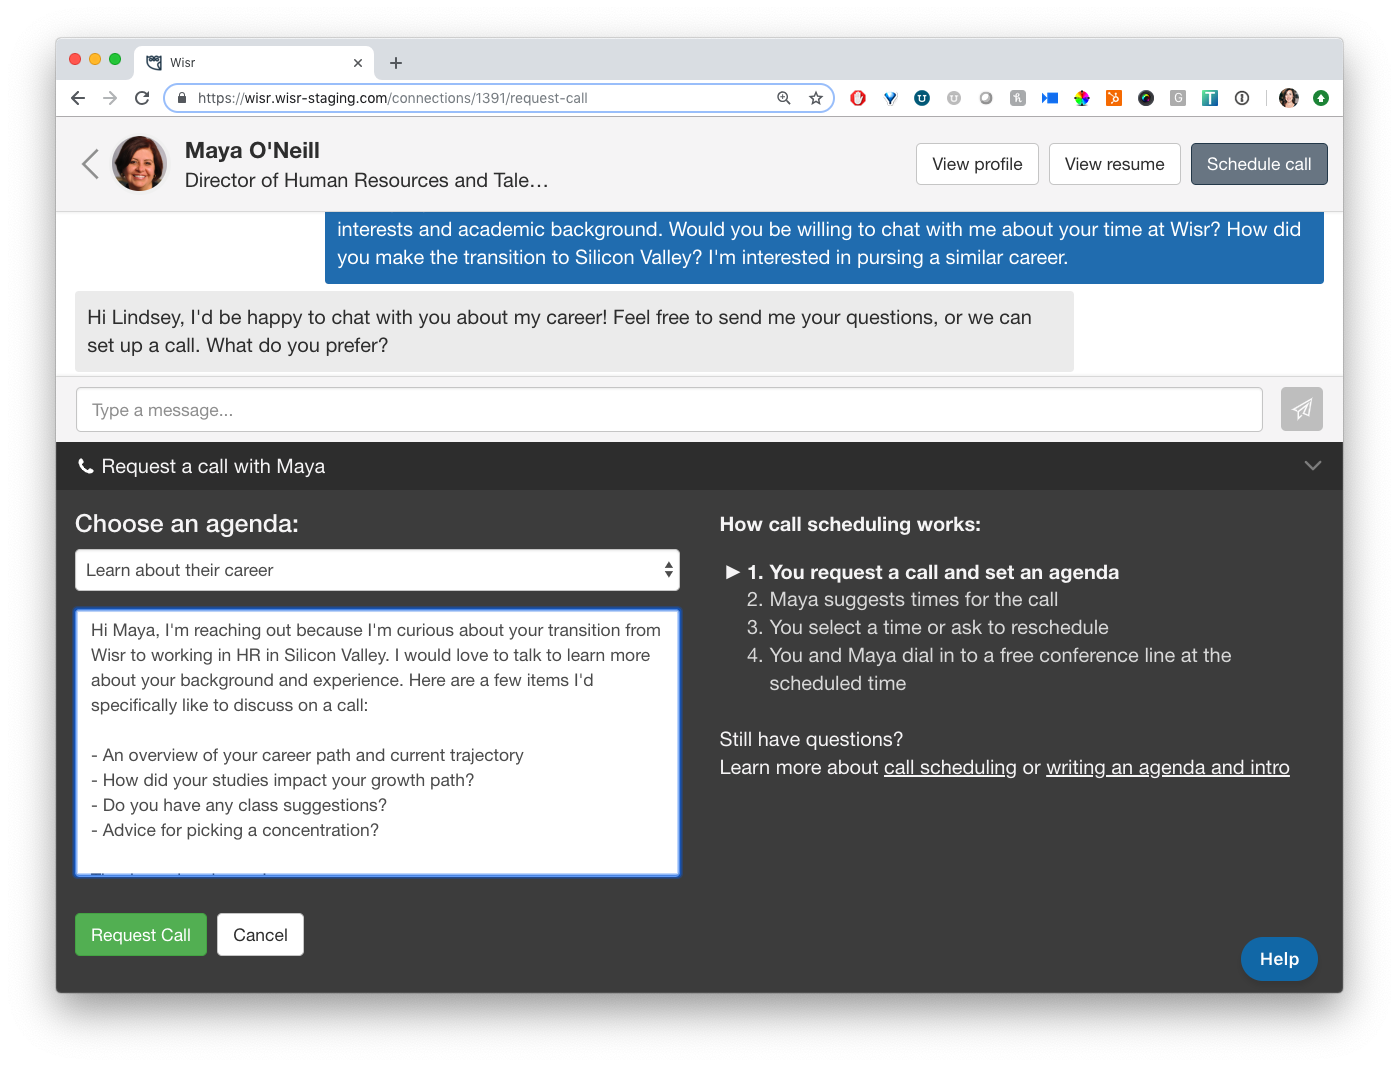 Wisr
https://wisr.wisr-staging.com/connections/1391/request-call
Maya O'Neill
Director of Human Resources and Tale…
View profile
View resume
Schedule call
interests and academic background. Would you be willing to chat with me about your time at Wisr? How did
you make the transition to Silicon Valley? I'm interested in pursing a similar career.
Hi Lindsey, I'd be happy to chat with you about my career! Feel free to send me your questions, or we can
set up a call. What do you prefer?
Type a message...
Request a call with Maya
Choose an agenda:
Learn about their career
Hi Maya, I'm reaching out because I'm curious about your transition from
Wisr to working in HR in Silicon Valley. I would love to talk to learn more
about your background and experience. Here are a few items I'd
specifically like to discuss on a call:
- An overview of your career path and current trajectory
- How did your studies impact your growth path?
- Do you have any class suggestions?
- Advice for picking a concentration?
Request Call
Cancel
How call scheduling works:
► 1. You request a call and set an agenda
2. Maya suggests times for the call
3. You select a time or ask to reschedule
4. You and Maya dial in to a free conference line at the
scheduled time
Still have questions?
Learn more about call scheduling or writing an agenda and intro
Help